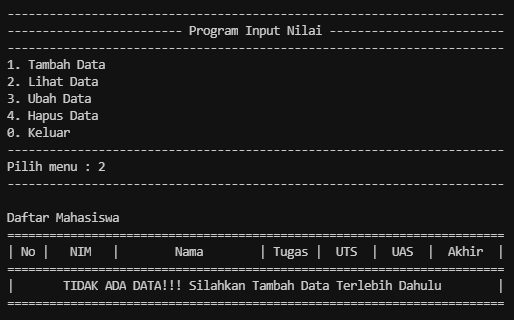 -----------------------------------------------------------------------
------------------------- Program Input Nilai -------------------------
-----------------------------------------------------------------------
1. Tambah Data
2. Lihat Data
3. Ubah Data
4. Hapus Data
0. Keluar
-----------------------------------------------------------------------
Pilih menu : 2
-----------------------------------------------------------------------
Daftar Mahasiswa
=======================================================================
| No |   NIM   |        Nama        | Tugas |  UTS  |  UAS  |  Akhir  |
=======================================================================
|       TIDAK ADA DATA!!! Silahkan Tambah Data Terlebih Dahulu        |
=======================================================================